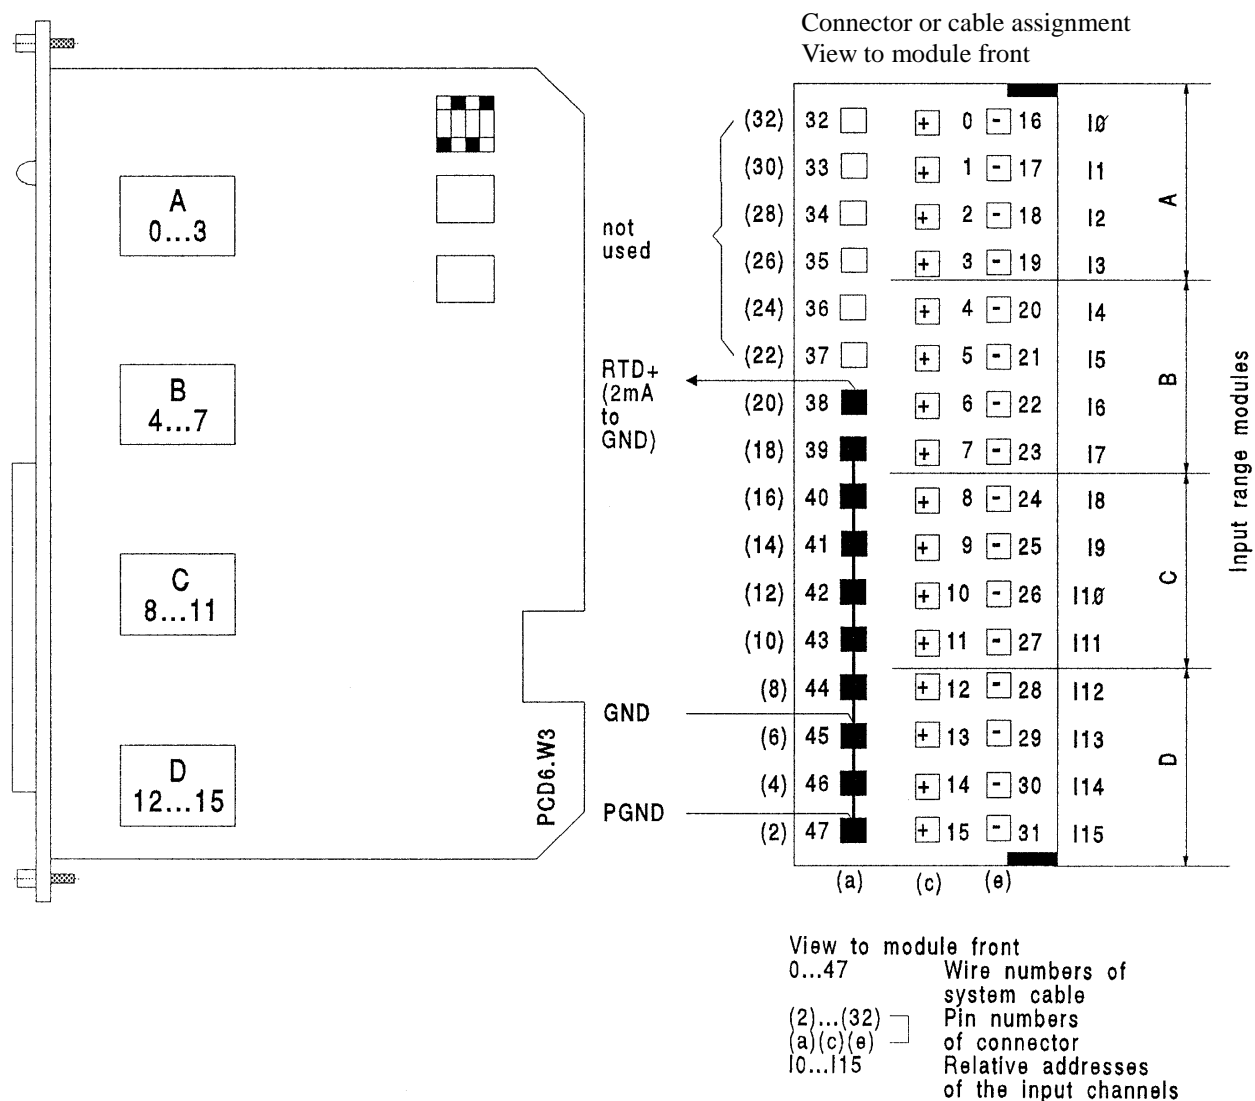 Connector or cable assignment
View to module front
(32) 32 + 0 - 16 IØ
(30) 33 + 1 - 17 I1
(28) 34 + 2 - 18 I2
(26) 35 + 3 - 19 I3
(24) 36 + 4 - 20 I4
(22) 37 + 5 - 21 I5
(20) 38 + 6 - 22 I6
(18) 39 + 7 - 23 I7
(16) 40 + 8 - 24 I8
(14) 41 + 9 - 25 I9
(12) 42 + 10 - 26 I1Ø
(10) 43 + 11 - 27 I11
(8) 44 + 12 - 28 I12
(6) 45 + 13 - 29 I13
(4) 46 + 14 - 30 I14
(2) 47 + 15 - 31 I15
(a) (c) (e)
A
B
C
D
Input range modules
not
used
RTD+
(2mA
to
GND)
GND
PGND
A
0...3
B
4...7
C
8...11
D
12...15
PCD6.W3
View to module front
0...47 Wire numbers of
system cable
(2)...(32) Pin numbers
(a)(c)(e) of connector
I0...I15 Relative addresses
of the input channels